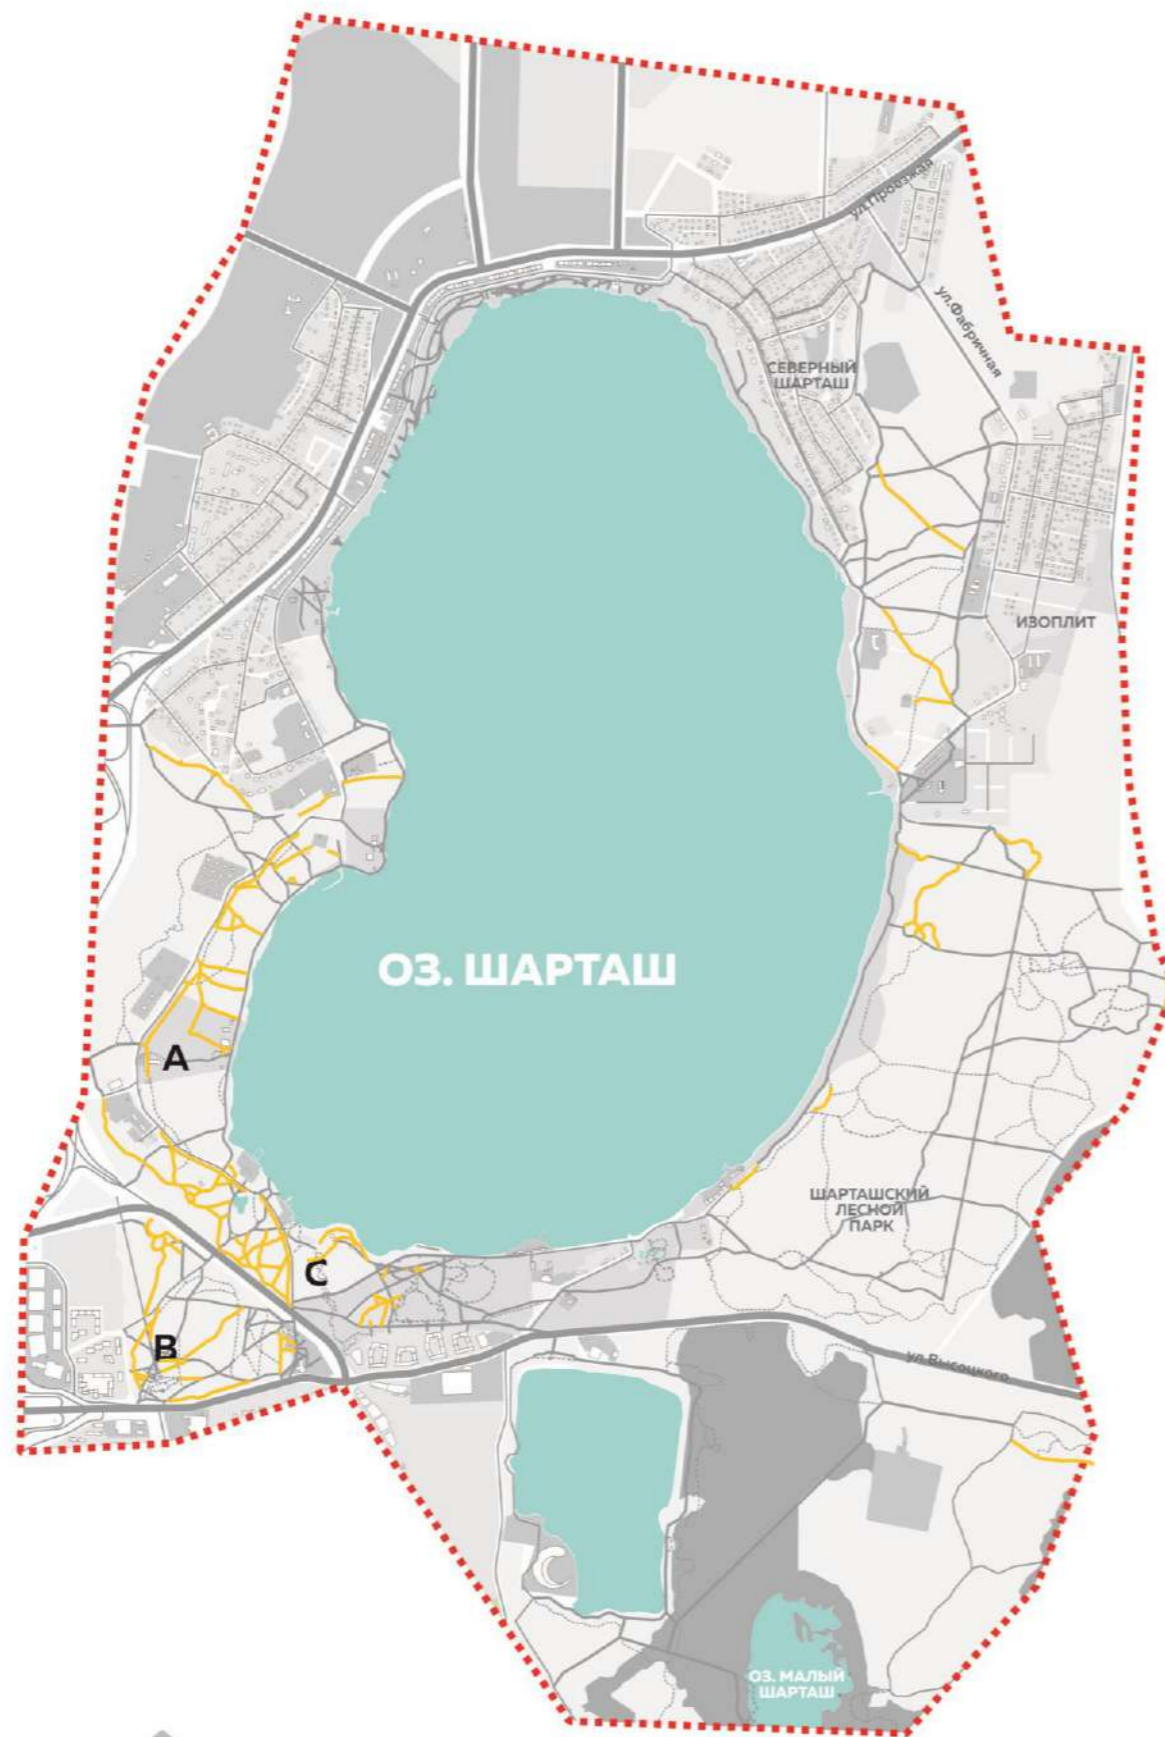 ул.Проезжая
ул.Фабричная
СЕВЕРНЫЙ
ШАРТАШ
ИЗОПЛИТ
ОЗ. ШАРТАШ
A
ШАРТАШСКИЙ
ЛЕСНОЙ
ПАРК
C
B
ул.Высоцкого
ОЗ. МАЛЫЙ
ШАРТАШ